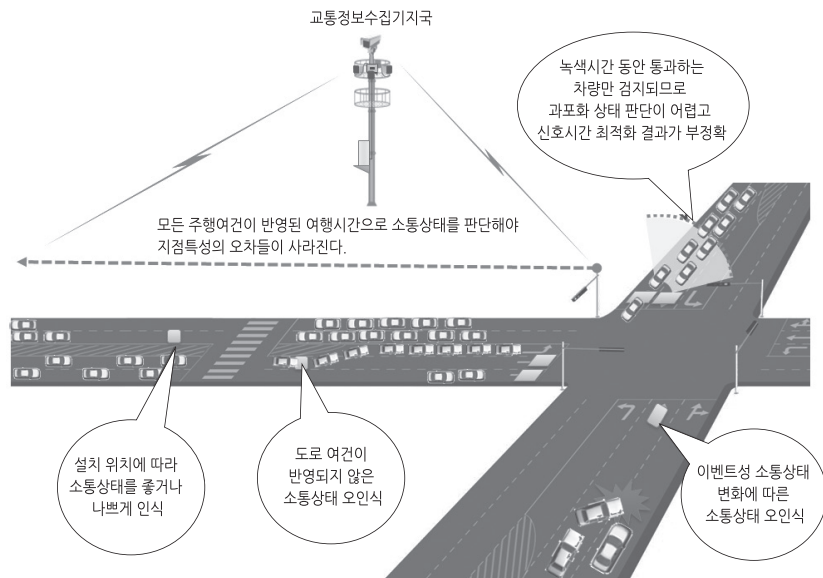 교통정보수집기지국
녹색시간 동안 통과하는
차량만 검지되므로
과포화 상태 판단이 어렵고
신호시간 최적화 결과가 부정확
모든 주행여건이 반영된 여행시간으로 소통상태를 판단해야
지점특성의 오차들이 사라진다.
설치 위치에 따라
소통상태를 좋거나
나쁘게 인식
도로 여건이
반영되지 않은
소통상태 오인식
이벤트성 소통상태
변화에 따른
소통상태 오인식